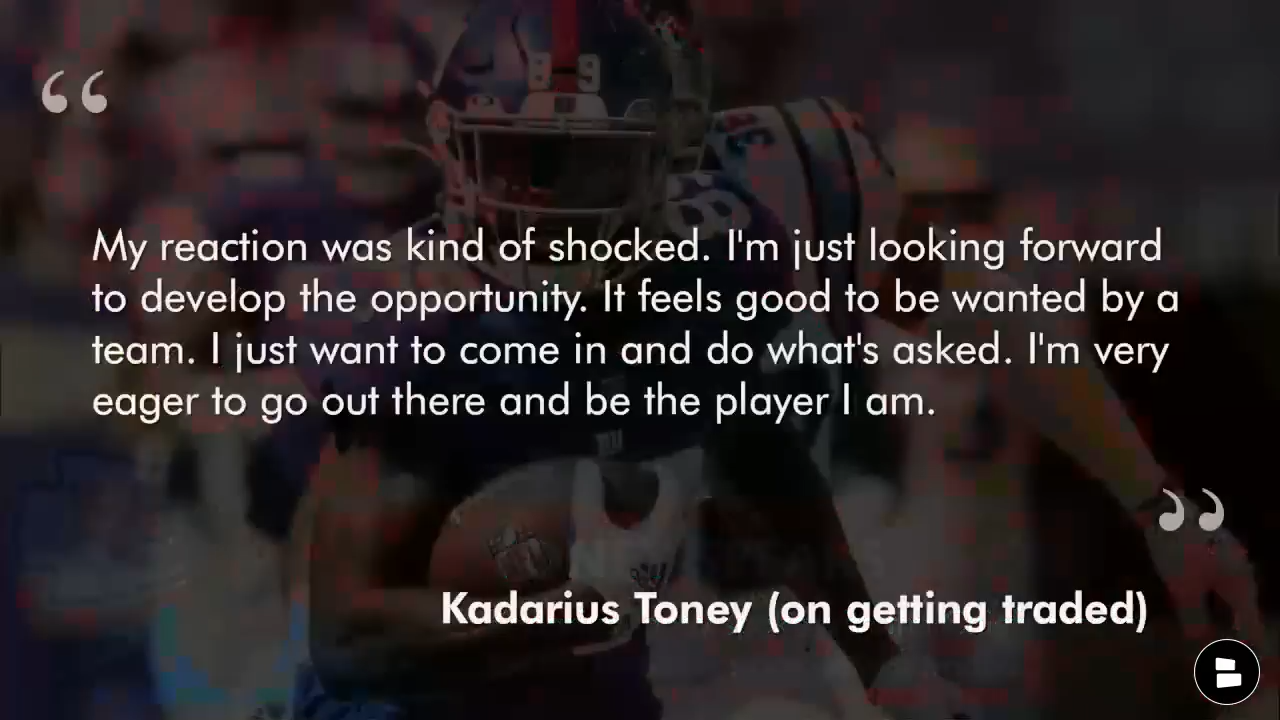 89
“
My reaction was kind of shocked. I'm just looking forward
to develop the opportunity. It feels good to be wanted by a
team. I just want to come in and do what's asked. I'm very
eager to go out there and be the player I am.
”
Kadarius Toney (on getting traded)